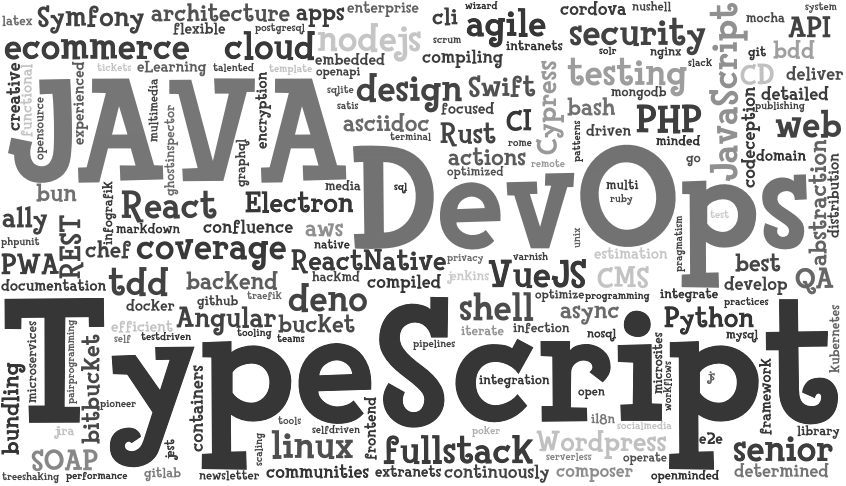 latex
Symfony
architecture
apps
enterprise
cli
wizard
agile
cordova
nushell
JavaScript
mocha
system
API
flexible
postgresql
scrum
intranets
security
solr
nginx
git
bdd
ecommerce
cloud
nodejs
embedded
openapi
compiling
slack
testing
CD
deliver
creative
functional
opensource
experienced
tickets
eLearning
talented
template
multimedia
encryption
sqlite
satis
design
focused
Swift
Cypress
mongodb
publishing
detailed
JAVA
ghostinspector
graphql
asciidoc
terminal
Rust
CI
rome
bash
driven
patterns
PHP
minded
go
web
codeception
domain
actions
optimized
remote
DevOps
sql
multi
ruby
test
abstraction
distribution
bun
infografik
React
Electron
media
ally
phpunit
REST
markdown
confluence
aws
native
unix
pragmatism
PWA
chef
coverage
ReactNative
privacy
varnish
estimation
best
documentation
tdd
backend
hackmd
compiled
jenkins
VueJS
CMS
develop
QA
docker
github
traefik
deno
optimize
programming
integrate
practices
efficient
self
testdriven
Angular
tooling
bucket
teams
shell
iterate
infection
async
nosql
Python
mysql
kubernetes
TypeScript
microservices
pairprogramming
bitbucket
pipelines
integration
microsites
workflows
js
framework
bundling
pioneer
containers
open
jira
jest
tools
selfdriven
frontend
poker
i18n
socialmedia
library
SOAP
scaling
linux
fullstack
Wordpress
serverless
operate
e2e
senior
treeshaking
performance
gitlab
newsletter
communities
extranets
continuously
composer
openminded
determined